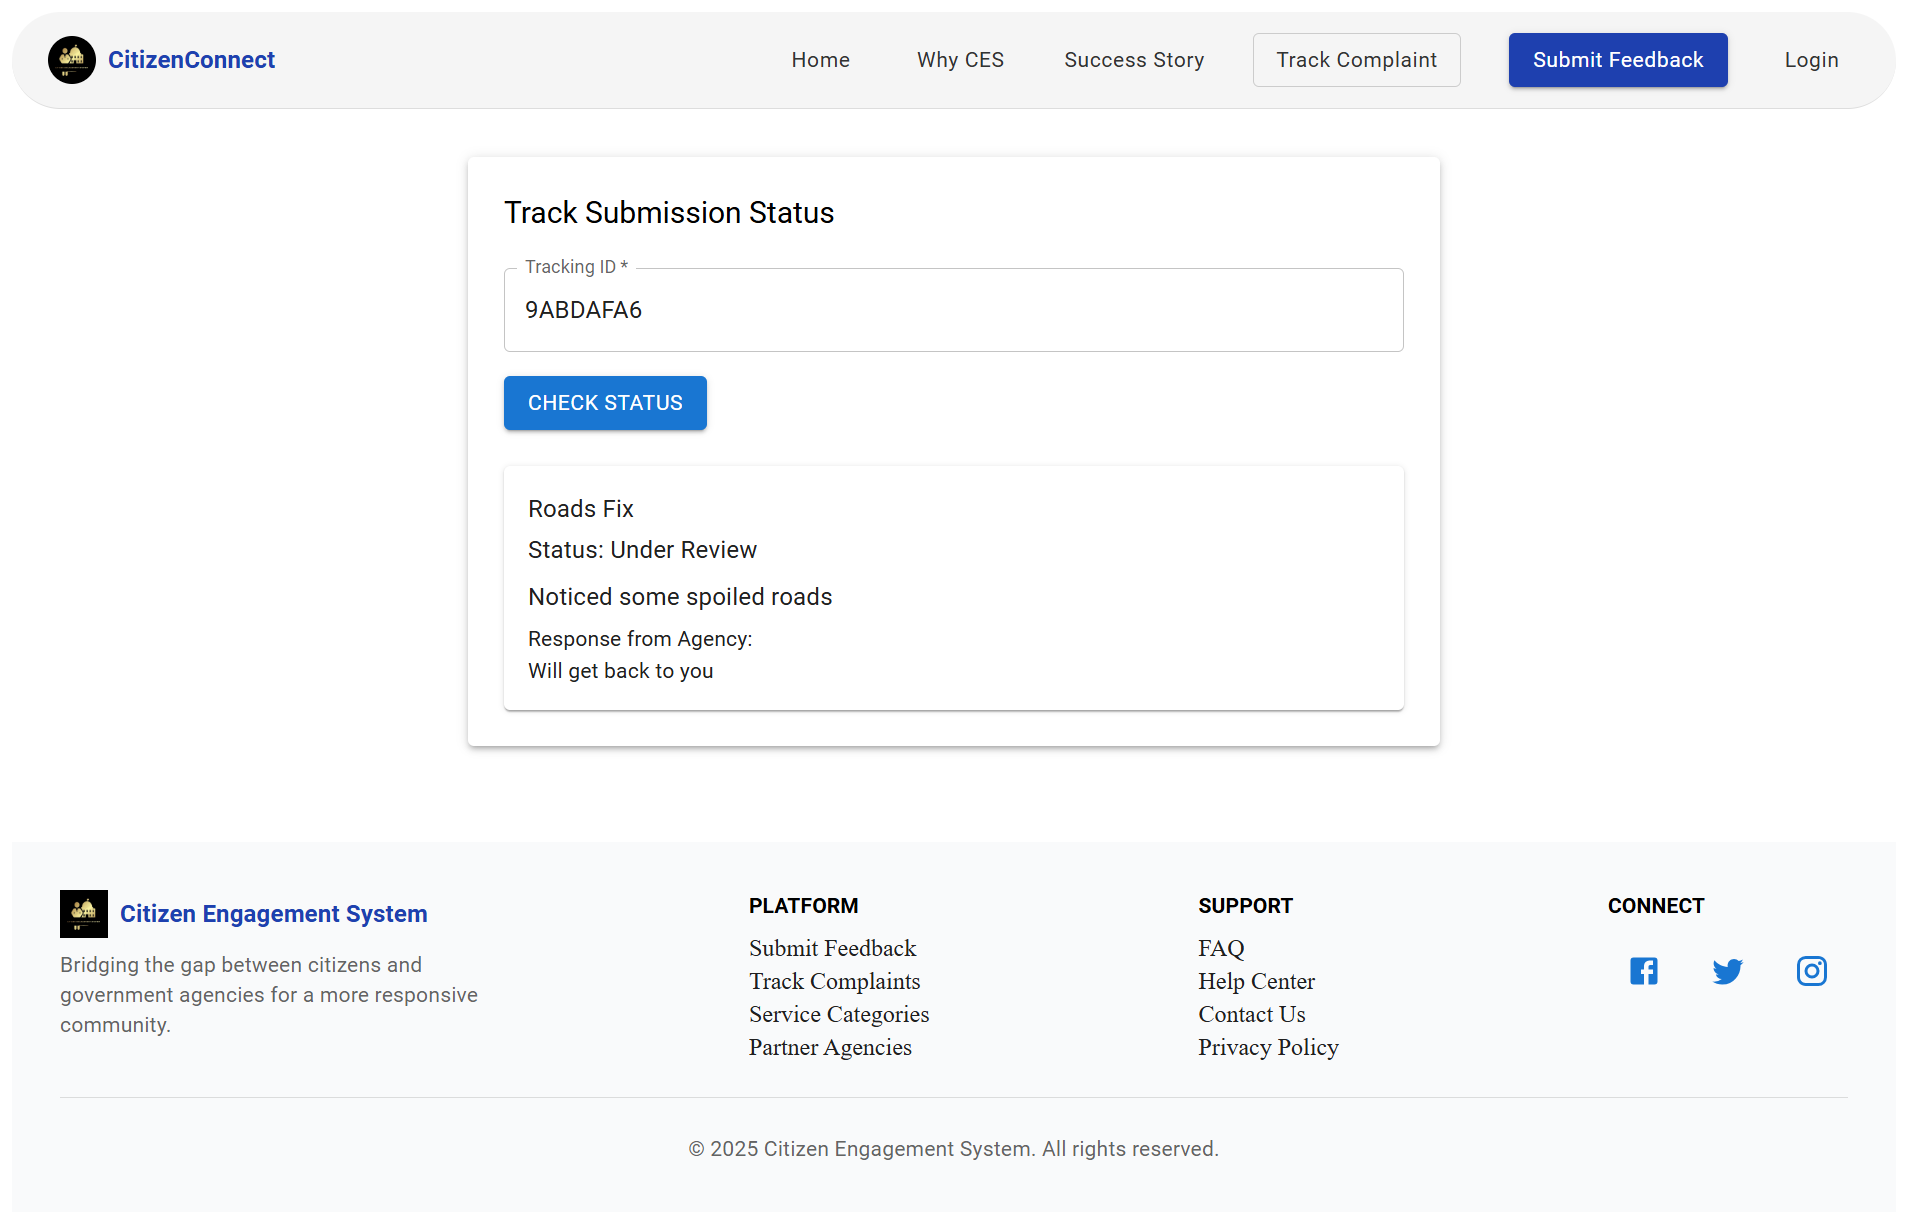 CitizenConnect
Home
Why CES
Success Story
Track Complaint
Submit Feedback
Login
Track Submission Status
Tracking ID *
9ABDAFA6
CHECK STATUS
Roads Fix
Status: Under Review
Noticed some spoiled roads
Response from Agency:
Will get back to you
Citizen Engagement System
Bridging the gap between citizens and
government agencies for a more responsive
community.
PLATFORM
Submit Feedback
Track Complaints
Service Categories
Partner Agencies
SUPPORT
FAQ
Help Center
Contact Us
Privacy Policy
CONNECT
© 2025 Citizen Engagement System. All rights reserved.